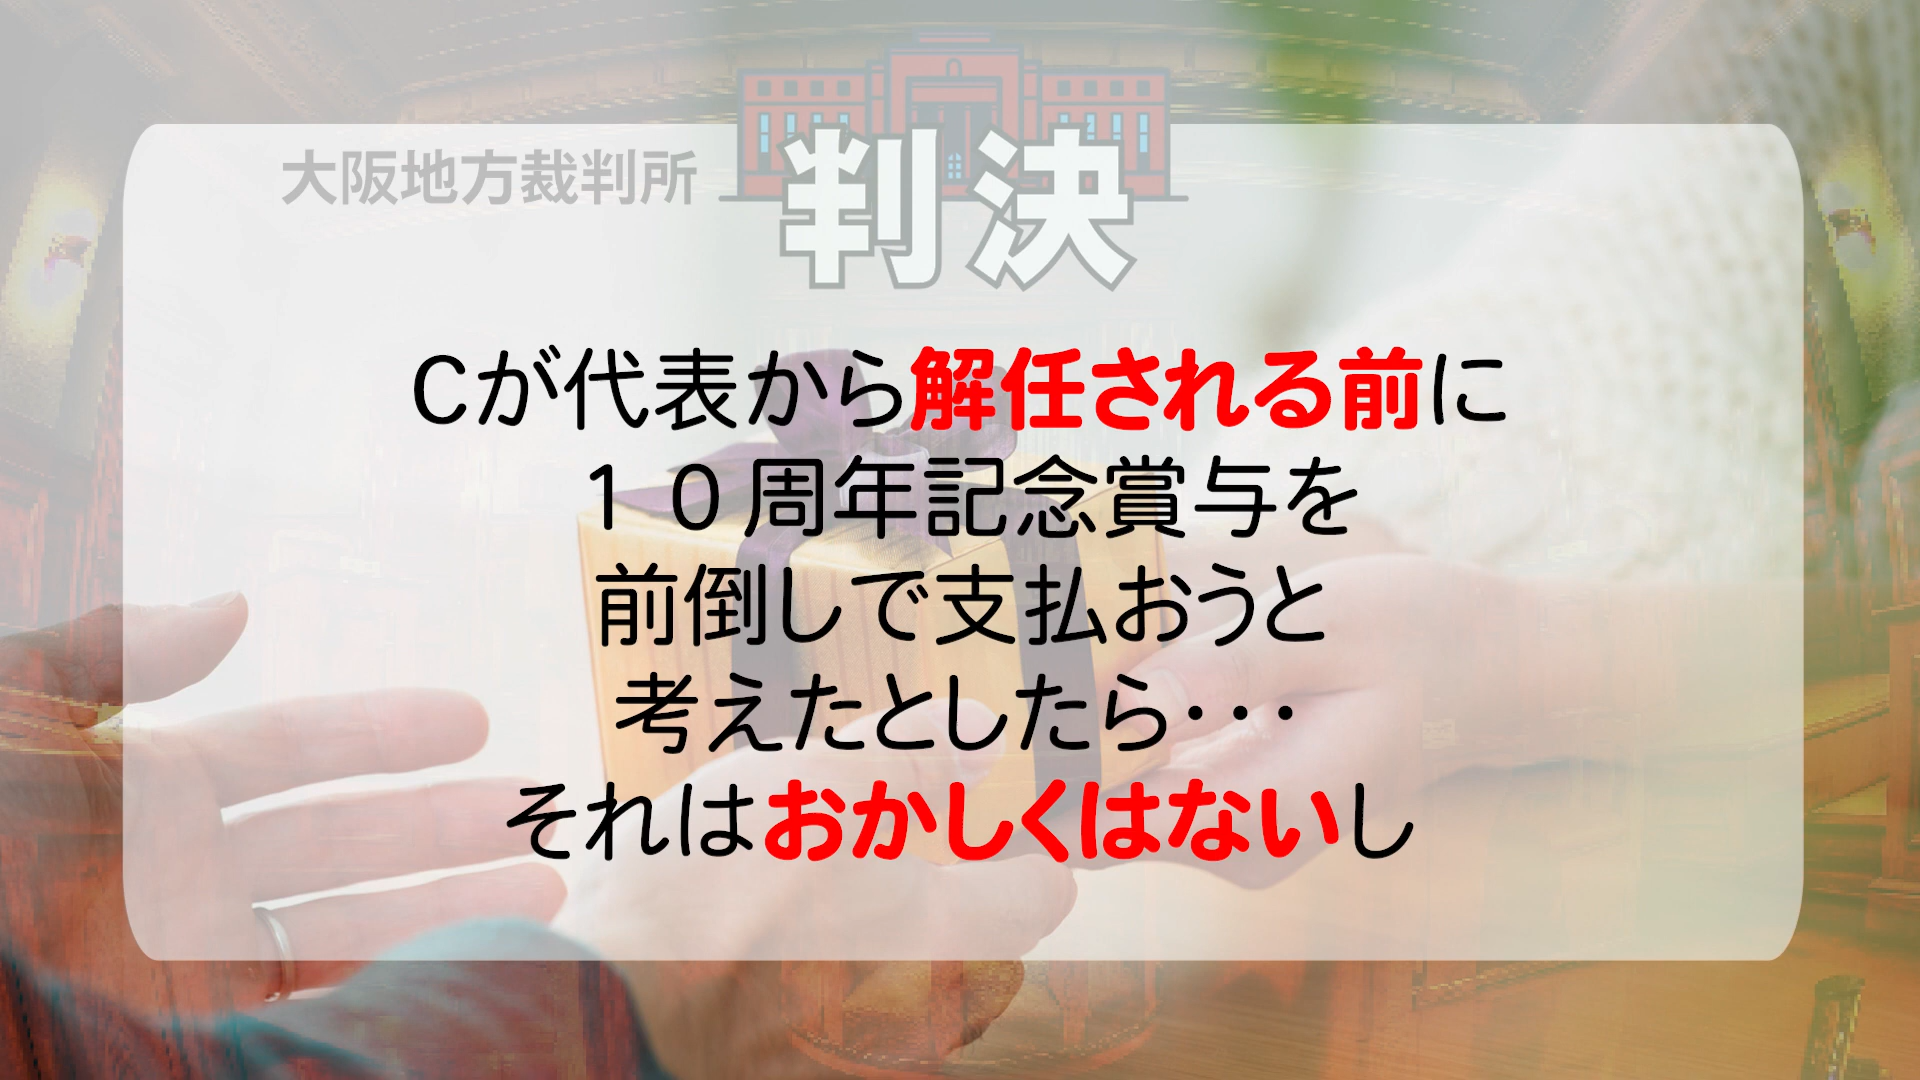 大阪地方裁判所
判決
Cが代表から解任される前に
１０周年記念賞与を
前倒しで支払おうと
考えたとしたら・・・
それはおかしくはないし